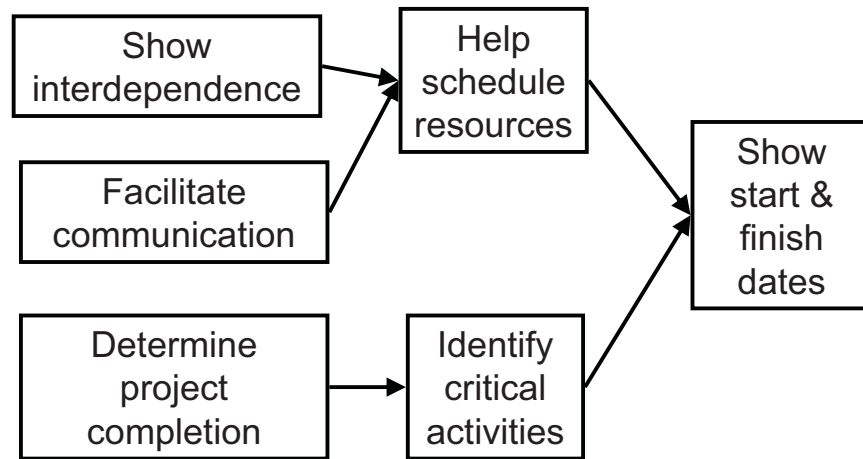 Show
interdependence
Help
schedule
resources
Facilitate
communication
Show
start &
finish
dates
Determine
project
completion
Identify
critical
activities